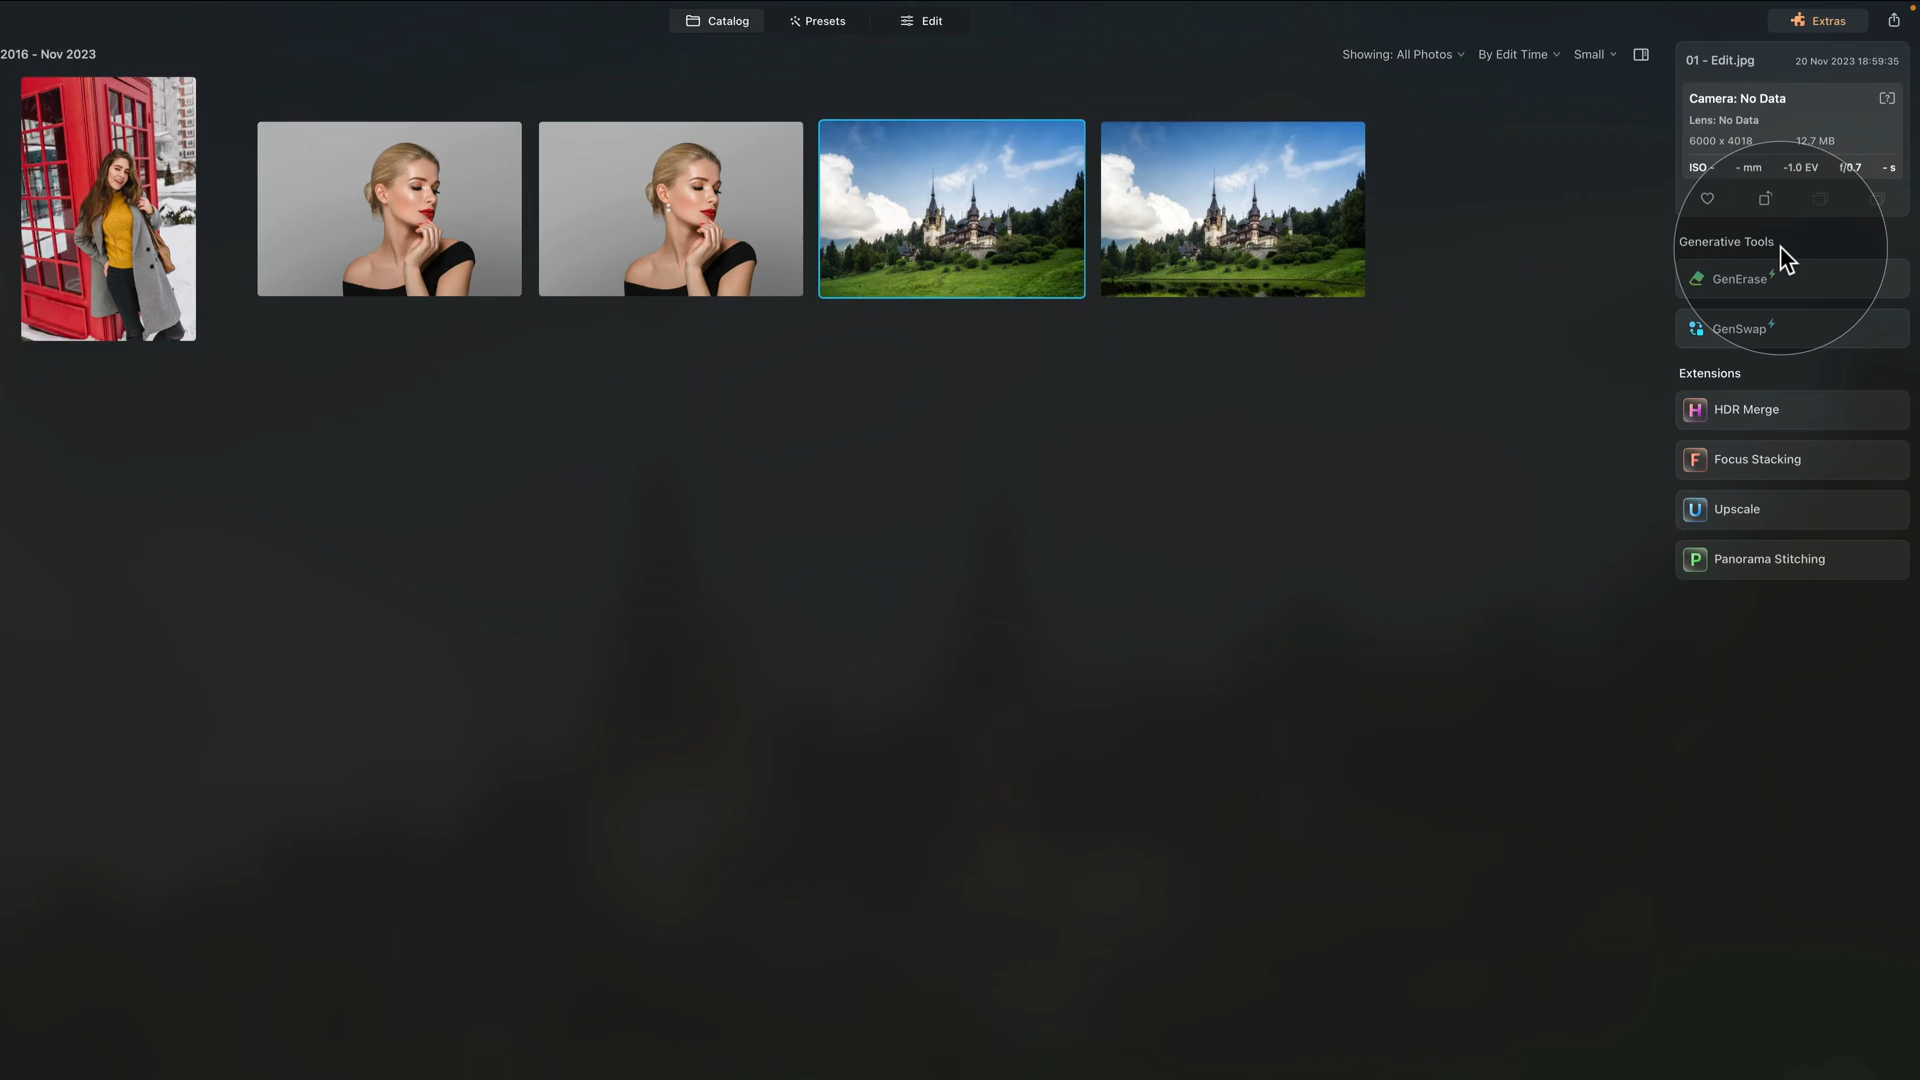 Catalog
Presets
Edit
Extras
2016 - Nov 2023
Showing: All Photos
By Edit Time
Small
01 - Edit.jpg
20 Nov 2023 18:59:35
Camera: No Data
[?]
Lens: No Data
6000 x 4018
12.7 MB
ISO -
- mm
-1.0 EV
f/0.7
- s
Generative Tools
GenErase
GenSwap
Extensions
H HDR Merge
F Focus Stacking
U Upscale
P Panorama Stitching